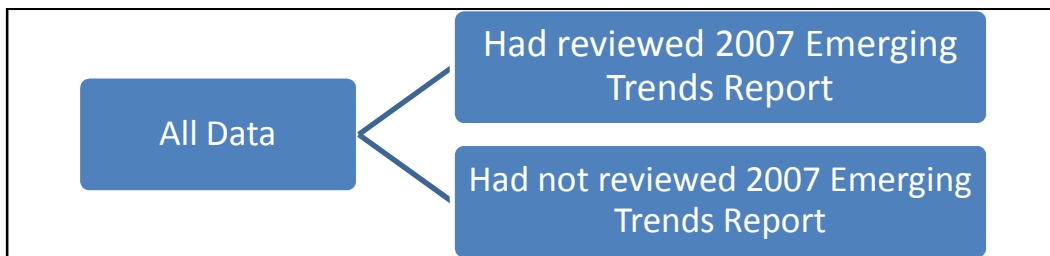 All Data
Had reviewed 2007 Emerging
Trends Report
Had not reviewed 2007 Emerging
Trends Report